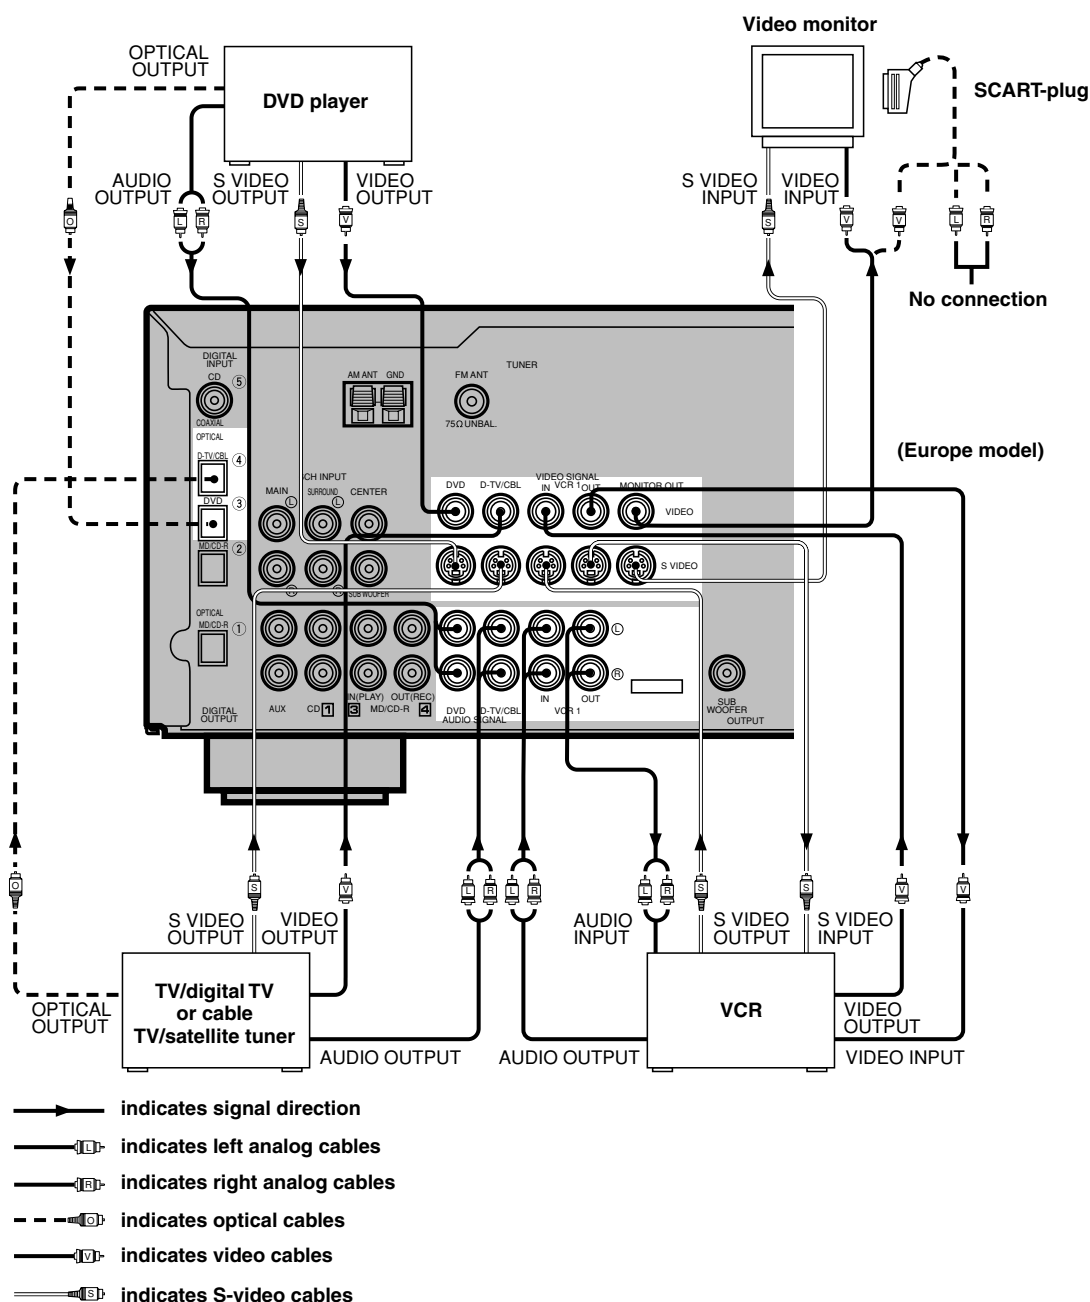 Video monitor
OPTICAL
OUTPUT
DVD player
SCART-plug
AUDIO
OUTPUT
S VIDEO
OUTPUT
VIDEO
OUTPUT
S VIDEO
INPUT
VIDEO
INPUT
O
L
R
S
V
S
V
V
L
R
No connection
DIGITAL
INPUT
CD
5
COAXIAL
OPTICAL
D-TV/CBL
4
DVD
3
MD/CD-R
2
OPTICAL
MD/CD-R
1
DIGITAL
OUTPUT
AM ANT GND
FM ANT
75Ω UNBAL.
TUNER
(Europe model)
6CH INPUT
MAIN
L
SURROUND
L
CENTER
R
R
SUB WOOFER
VIDEO SIGNAL
DVD
D-TV/CBL
IN
VCR 1
OUT
MONITOR OUT
VIDEO
S VIDEO
L
R
AUX
CD
1
IN(PLAY)
OUT(REC)
3
MD/CD-R
4
DVD
D-TV/CBL
AUDIO SIGNAL
IN
OUT
VCR 1
SUB
WOOFER
OUTPUT
O
S
V
L
R
L
R
L
R
S
S
V
V
S VIDEO
OUTPUT
VIDEO
OUTPUT
AUDIO
INPUT
S VIDEO
OUTPUT
S VIDEO
INPUT
OPTICAL
OUTPUT
TV/digital TV
or cable
TV/satellite tuner
AUDIO OUTPUT
AUDIO OUTPUT
VCR
VIDEO
OUTPUT
VIDEO INPUT
indicates signal direction
L
indicates left analog cables
R
indicates right analog cables
O
indicates optical cables
V
indicates video cables
S
indicates S-video cables